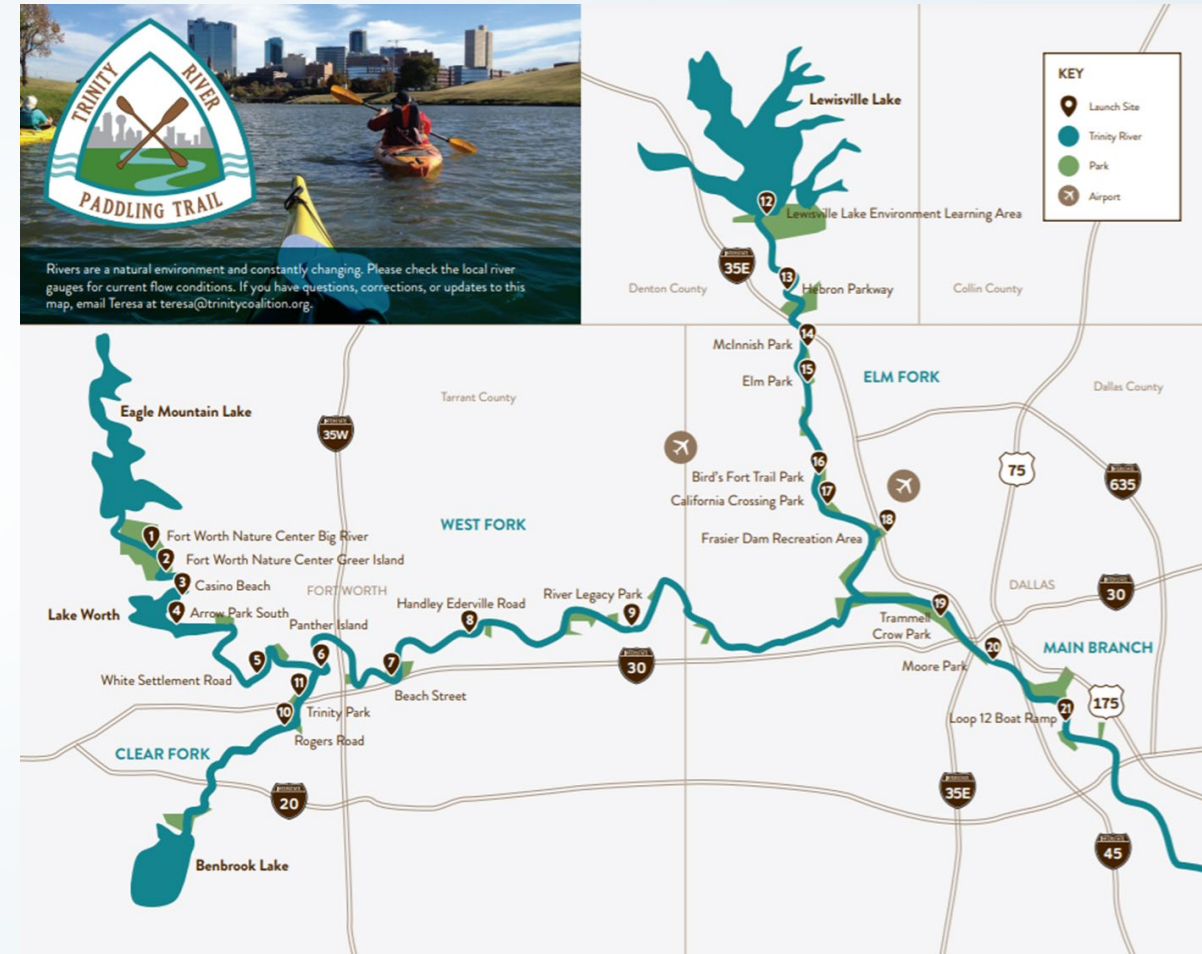 TRINITY RIVER
PADDLING TRAIL
Rivers are a natural environment and constantly changing. Please check the local river
gauges for current flow conditions. If you have questions, corrections, or updates to this
map, email Teresa at teresa@trinitycoalition.org.
KEY
Launch Site
Trinity River
Park
Airport
Lewisville Lake
12
Lewisville Lake Environment Learning Area
35E
13
Hebron Parkway
Denton County
Collin County
14
McInnish Park
15
Elm Park
ELM FORK
Dallas County
Eagle Mountain Lake
Tarrant County
35W
75
635
16
Bird's Fort Trail Park
17
California Crossing Park
18
Frasier Dam Recreation Area
WEST FORK
1
Fort Worth Nature Center Big River
2
Fort Worth Nature Center Greer Island
3
Casino Beach
FORT WORTH
Lake Worth
4
Arrow Park South
Panther Island
Handley Ederville Road
8
River Legacy Park
9
DALLAS
30
19
Trammell
Crow Park
20
Moore Park
MAIN BRANCH
5
White Settlement Road
6
7
Beach Street
30
11
Trinity Park
10
Rogers Road
175
21
Loop 12 Boat Ramp
CLEAR FORK
20
35E
45
Benbrook Lake